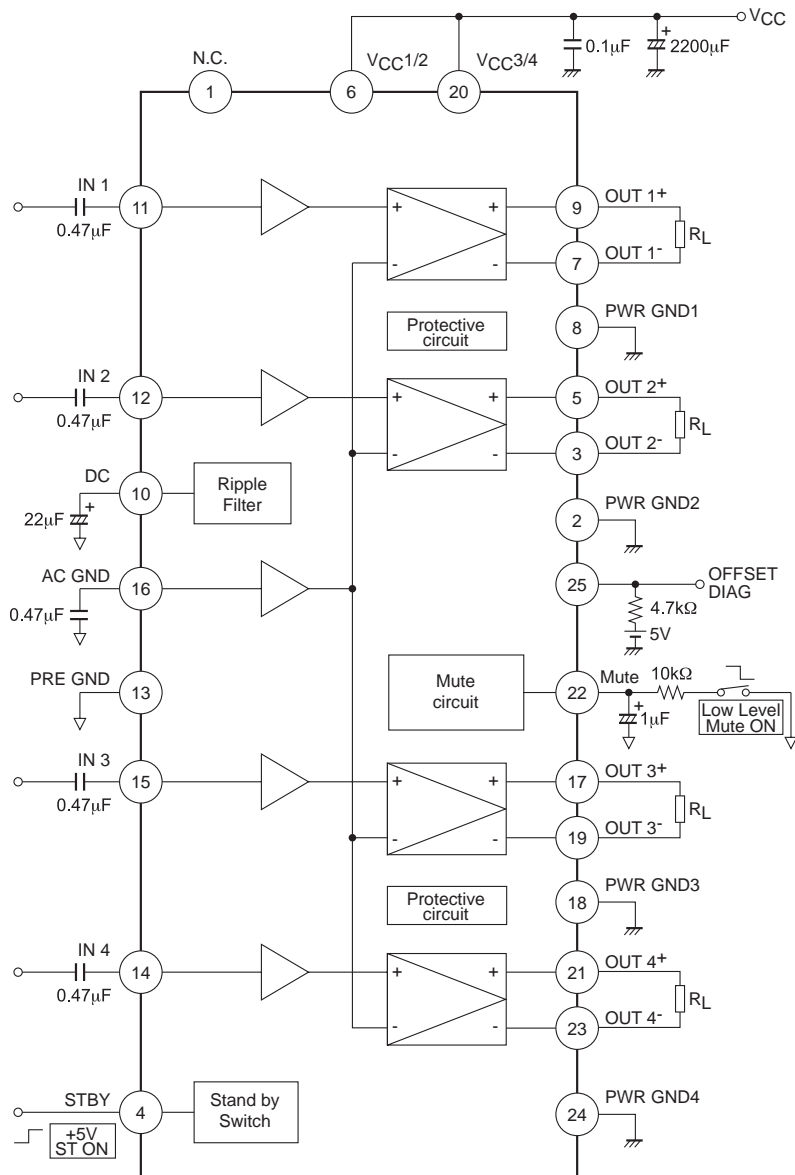 VCC
0.1µF
2200µF
N.C.
VCC1/2
VCC3/4
1
6
20
IN 1
0.47µF
11
+
+
-
-
9
OUT 1+
7
OUT 1-
RL
Protective
circuit
8
PWR GND1
IN 2
0.47µF
12
+
+
-
-
5
OUT 2+
3
OUT 2-
RL
DC
+
22µF
10
Ripple
Filter
2
PWR GND2
AC GND
0.47µF
16
25
OFFSET
DIAG
4.7kΩ
5V
PRE GND
13
Mute
circuit
22
Mute
10kΩ
+
1µF
Low Level
Mute ON
IN 3
0.47µF
15
+
+
-
-
17
OUT 3+
19
OUT 3-
RL
Protective
circuit
18
PWR GND3
IN 4
0.47µF
14
+
+
-
-
21
OUT 4+
23
OUT 4-
RL
STBY
+5V
ST ON
4
Stand by
Switch
24
PWR GND4